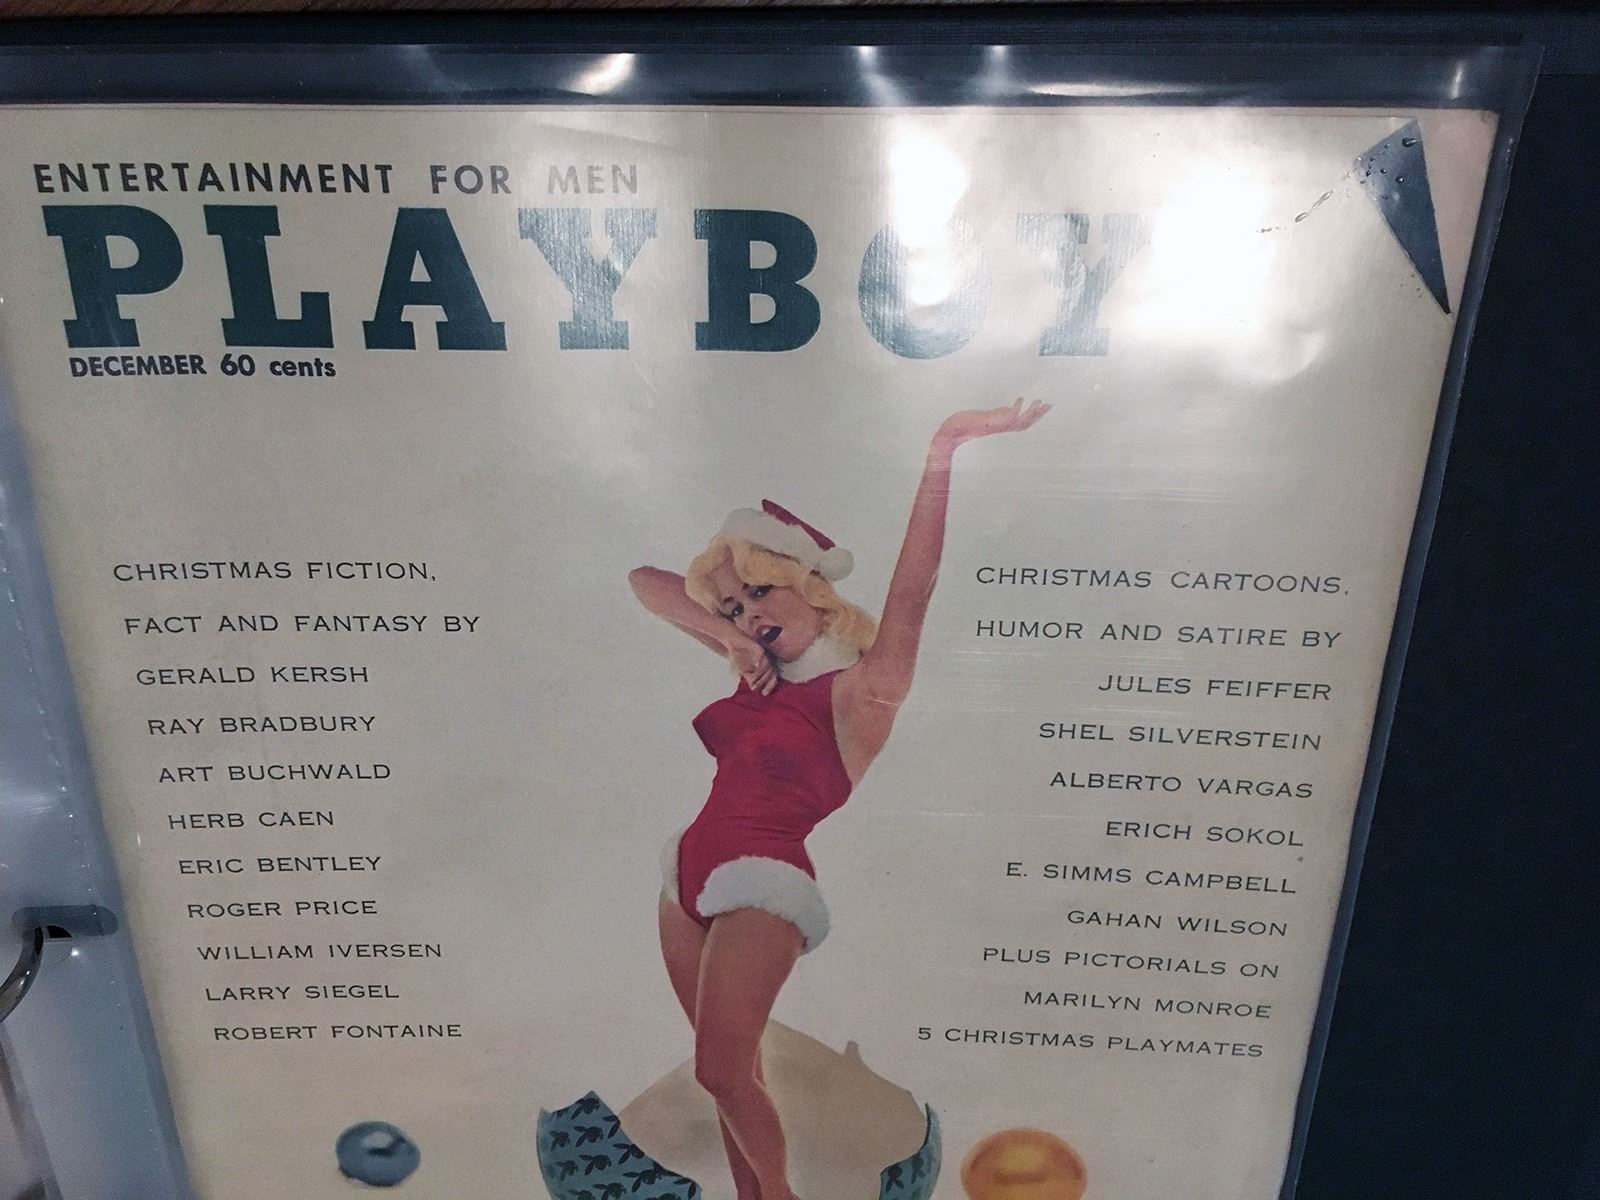 ENTERTAINMENT FOR MEN
PLAYBOY
DECEMBER 60 cents
CHRISTMAS FICTION,
FACT AND FANTASY BY
GERALD KERSH
RAY BRADBURY
ART BUCHWALD
HERB CAEN
ERIC BENTLEY
ROGER PRICE
WILLIAM IVERSEN
LARRY SIEGEL
ROBERT FONTAINE
CHRISTMAS CARTOONS,
HUMOR AND SATIRE BY
JULES FEIFFER
SHEL SILVERSTEIN
ALBERTO VARGAS
ERICH SOKOL
E. SIMMS CAMPBELL
GAHAN WILSON
PLUS PICTORIALS ON
MARILYN MONROE
5 CHRISTMAS PLAYMATES